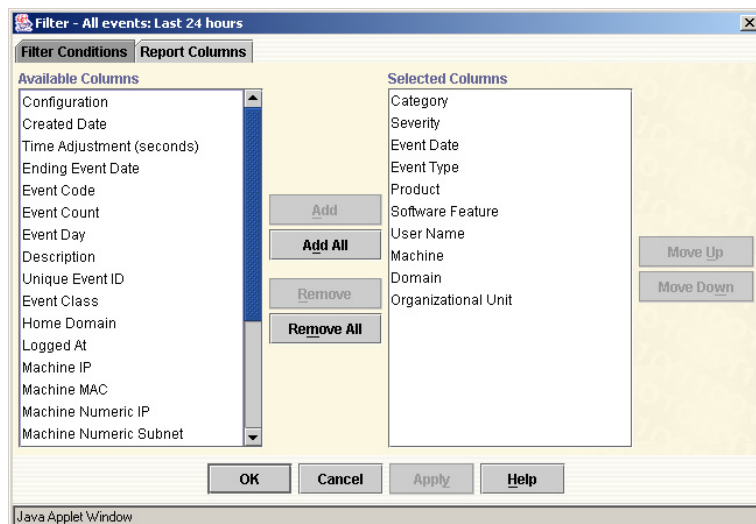 Filter - All events: Last 24 hours
Filter Conditions Report Columns
Available Columns
Configuration
Created Date
Time Adjustment (seconds)
Ending Event Date
Event Code
Event Count
Event Day
Description
Unique Event ID
Event Class
Home Domain
Logged At
Machine IP
Machine MAC
Machine Numeric IP
Machine Numeric Subnet
Add
Add All
Remove
Remove All
Selected Columns
Category
Severity
Event Date
Event Type
Product
Software Feature
User Name
Machine
Domain
Organizational Unit
Move Up
Move Down
OK Cancel Apply Help
Java Applet Window